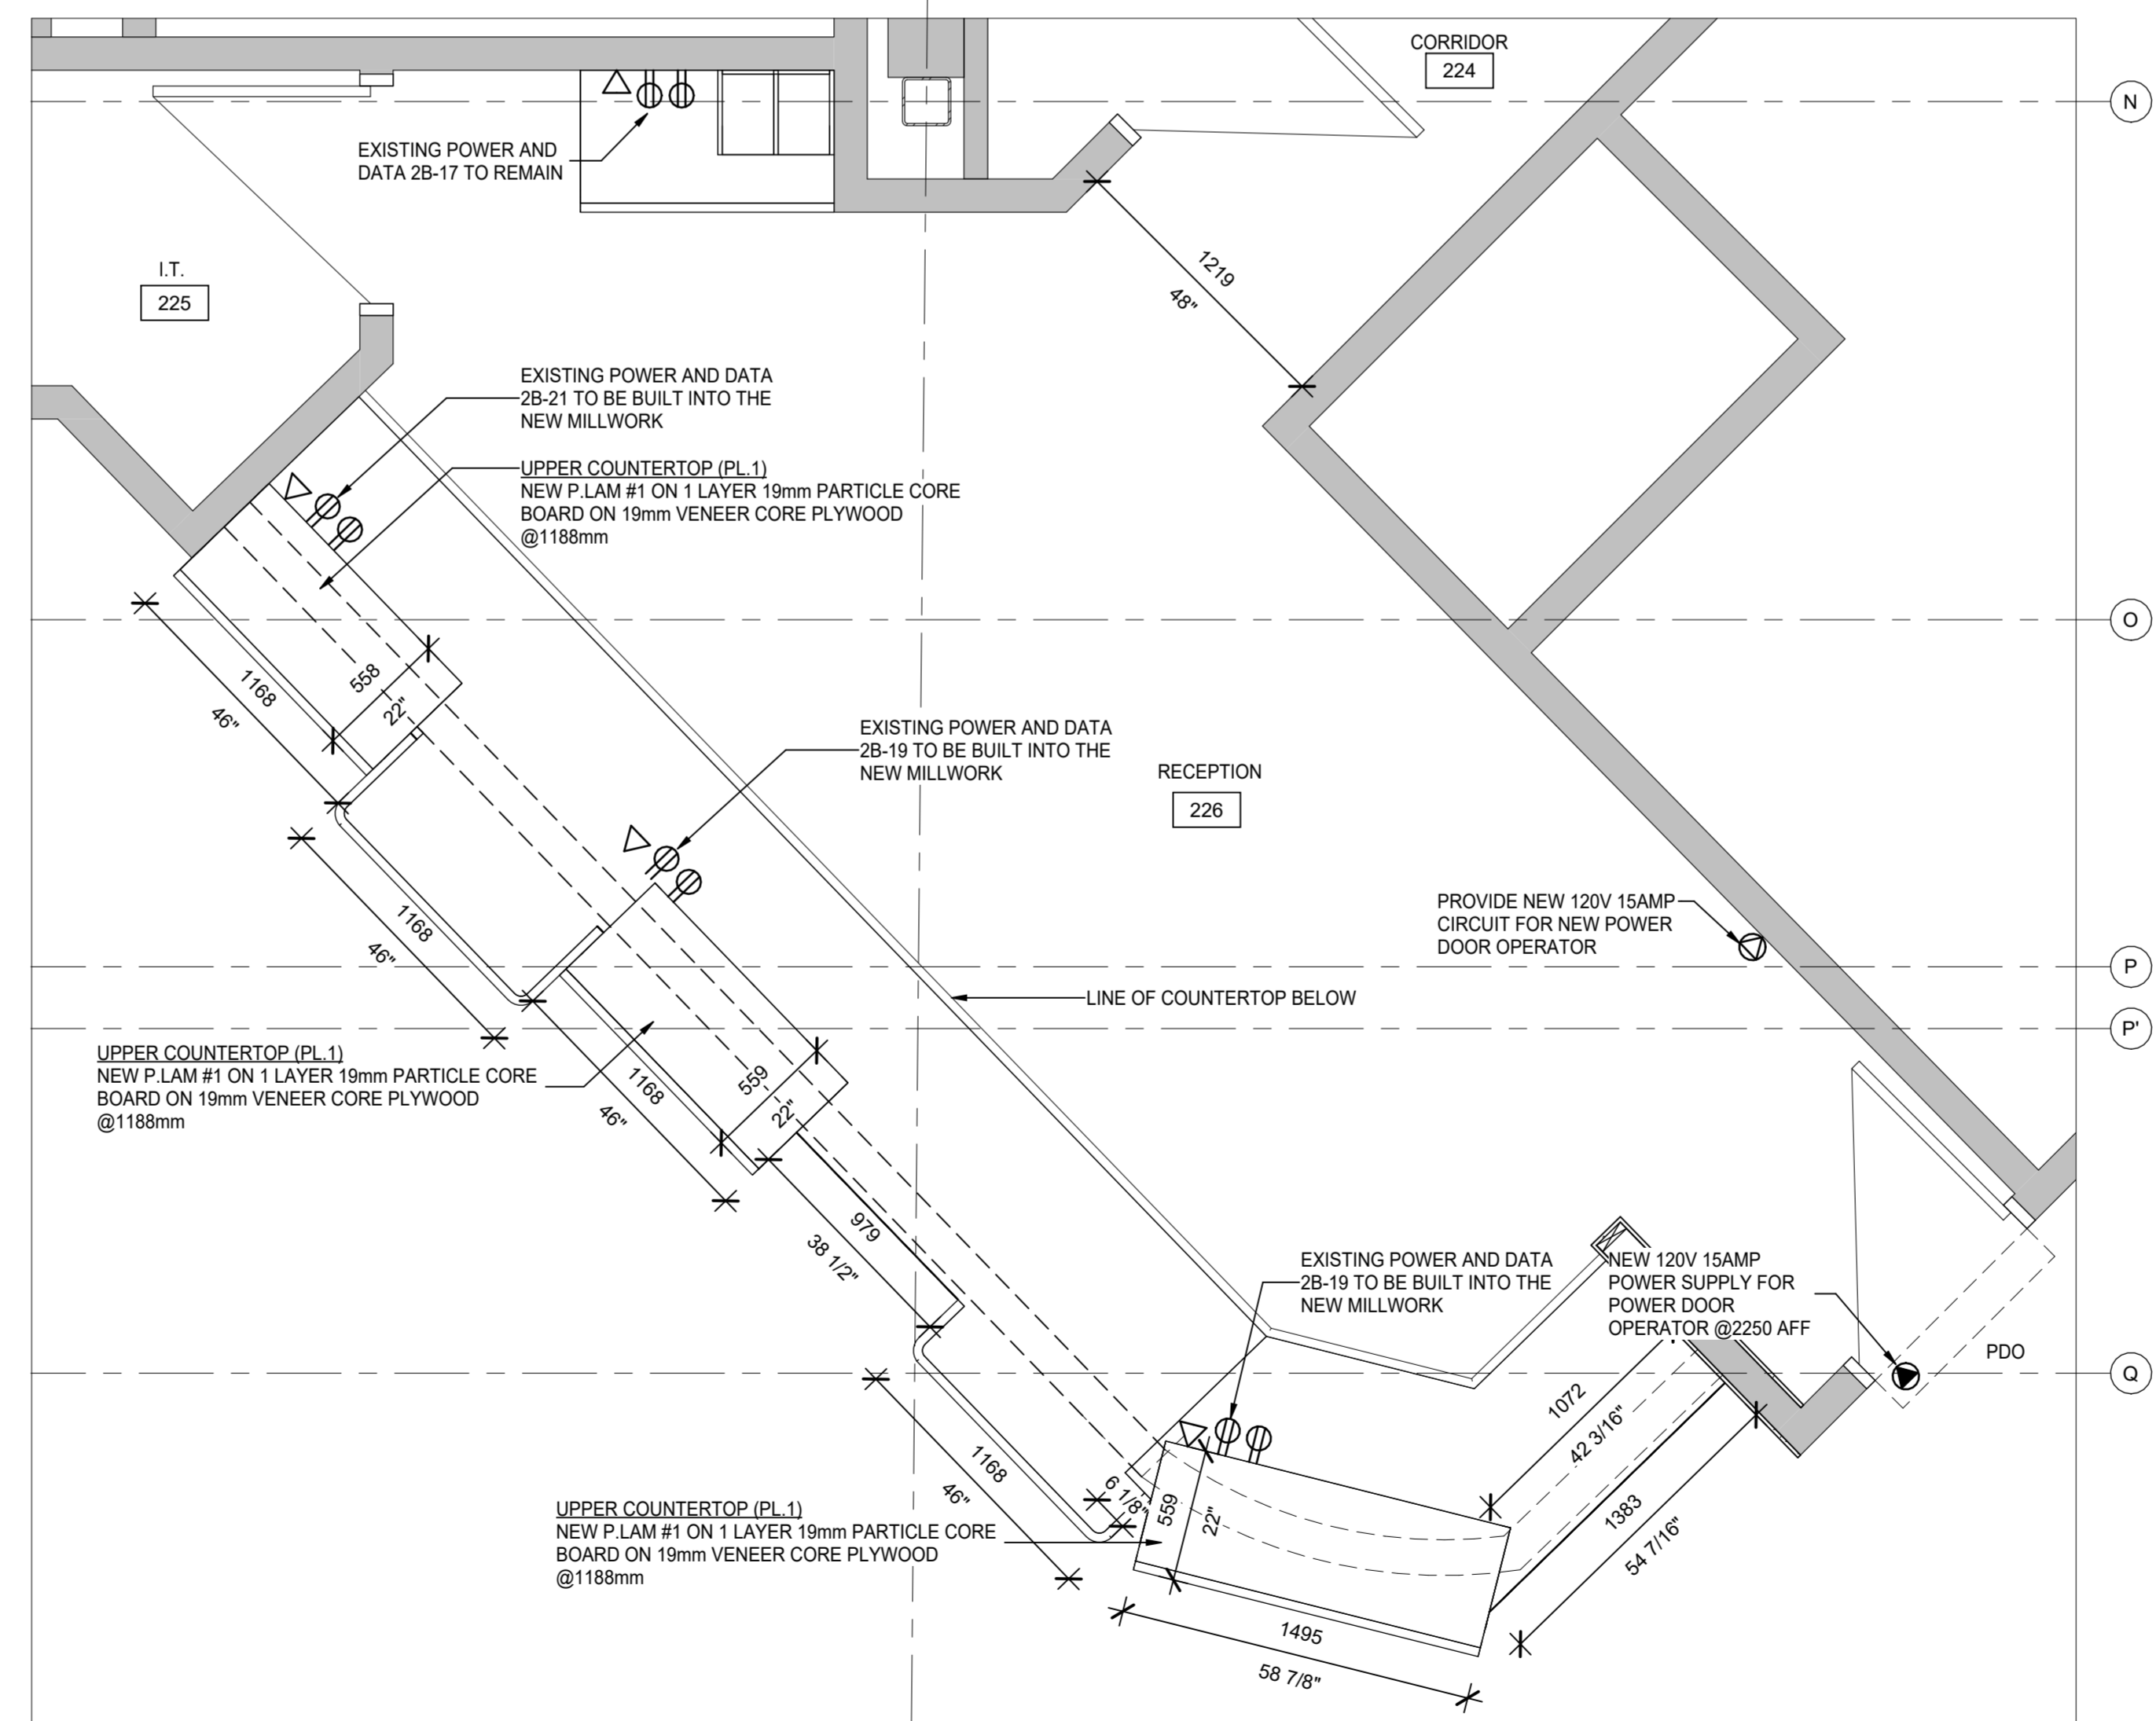 CORRIDOR
224
N
EXISTING POWER AND
DATA 2B-17 TO REMAIN
1219
48"
I.T.
225
EXISTING POWER AND DATA
2B-21 TO BE BUILT INTO THE
NEW MILLWORK
UPPER COUNTERTOP (PL.1)
NEW P.LAM #1 ON 1 LAYER 19mm PARTICLE CORE
BOARD ON 19mm VENEER CORE PLYWOOD
@1188mm
O
1168
46"
558
22"
EXISTING POWER AND DATA
2B-19 TO BE BUILT INTO THE
NEW MILLWORK
RECEPTION
226
1168
46"
PROVIDE NEW 120V 15AMP
CIRCUIT FOR NEW POWER
DOOR OPERATOR
P
LINE OF COUNTERTOP BELOW
P'
UPPER COUNTERTOP (PL.1)
NEW P.LAM #1 ON 1 LAYER 19mm PARTICLE CORE
BOARD ON 19mm VENEER CORE PLYWOOD
@1188mm
1168
46"
559
22"
979
38 1/2"
EXISTING POWER AND DATA
2B-19 TO BE BUILT INTO THE
NEW MILLWORK
NEW 120V 15AMP
POWER SUPPLY FOR
POWER DOOR
OPERATOR @2250 AFF
PDO
Q
1072
42 3/16"
1168
46"
6 1/8"
559
22"
1383
54 7/16"
UPPER COUNTERTOP (PL.1)
NEW P.LAM #1 ON 1 LAYER 19mm PARTICLE CORE
BOARD ON 19mm VENEER CORE PLYWOOD
@1188mm
1495
58 7/8"